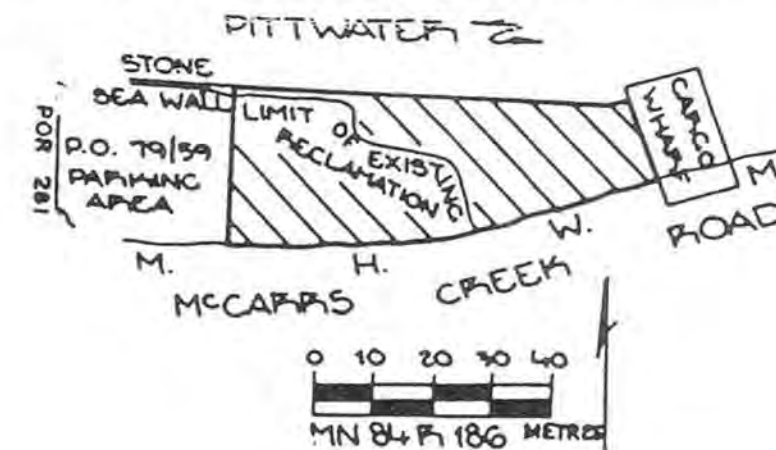 PITTWATER
STONE
SEA WA
LIMIT
OF
EXISTING
RECLAMATION
CARGO
WHARF
POR 281
P.O. 79/59
PARKING
AREA
M. H. W. M
McCARRS CREEK ROAD
0 10 20 30 40
MN 84 R 186 METRES